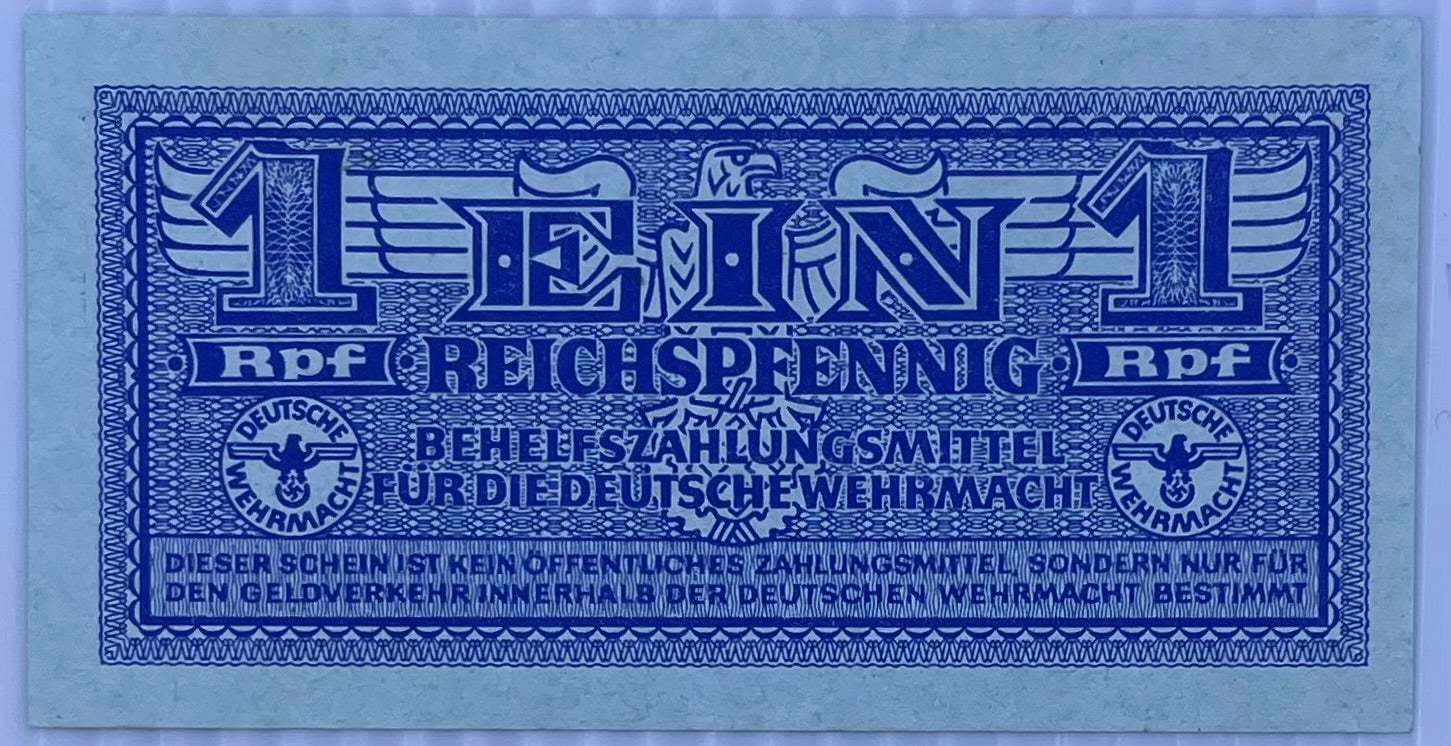 1 EIN 1
Rpf REICHSPFENNIG Rpf
BEHELFSZAHLUNGSMITTEL
FÜR DIE DEUTSCHE WEHRMACHT
DEUTSCHE WEHRMACHT
DEUTSCHE WEHRMACHT
DIESER SCHEIN IST KEIN ÖFFENTLICHES ZAHLUNGSMITTEL, SONDERN NUR FÜR
DEN GELDVERKEHR INNERHALB DER DEUTSCHEN WEHRMACHT BESTIMMT